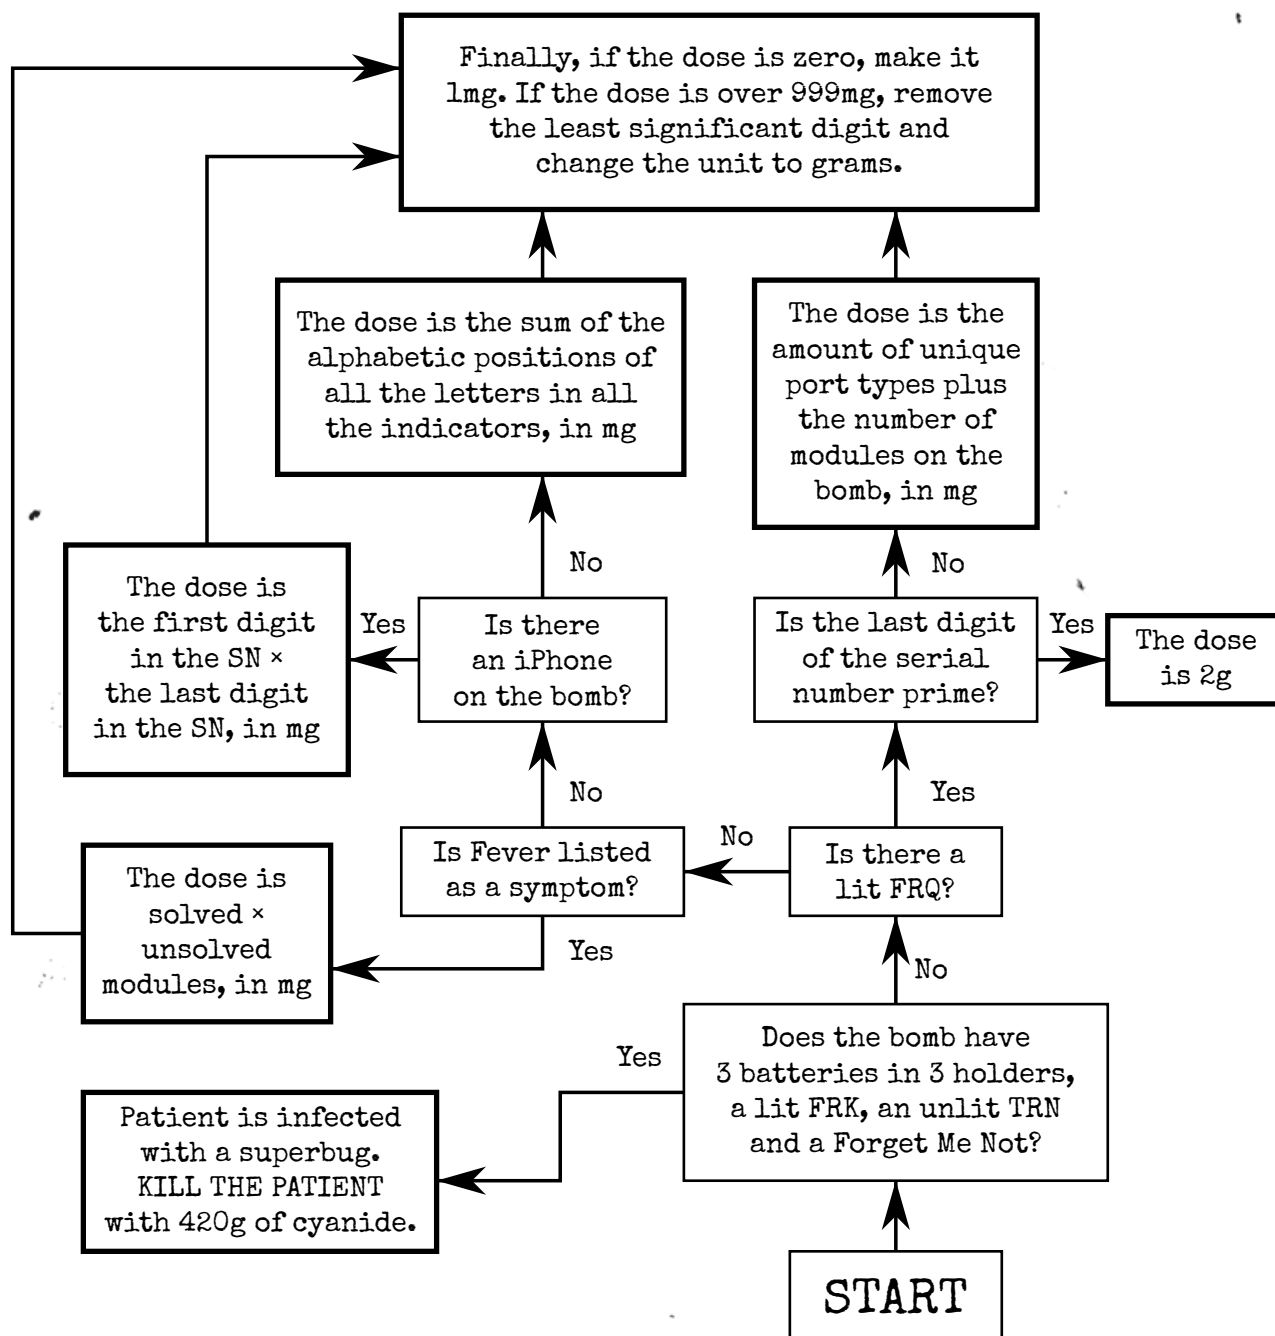 Finally, if the dose is zero, make it
1mg. If the dose is over 999mg, remove
the least significant digit and
change the unit to grams.
The dose is the sum of the
alphabetic positions of
all the letters in all
the indicators, in mg
The dose is the
amount of unique
port types plus
the number of
modules on the
bomb, in mg
No
No
The dose is
the first digit
in the SN ×
the last digit
in the SN, in mg
Yes
Is there
an iPhone
on the bomb?
Is the last digit
of the serial
number prime?
Yes
The dose
is 2g
No
Yes
The dose is
solved ×
unsolved
modules, in mg
Is Fever listed
as a symptom?
No
Is there a
lit FRQ?
Yes
No
Yes
Does the bomb have
3 batteries in 3 holders,
a lit FRK, an unlit TRN
and a Forget Me Not?
Patient is infected
with a superbug.
KILL THE PATIENT
with 420g of cyanide.
START